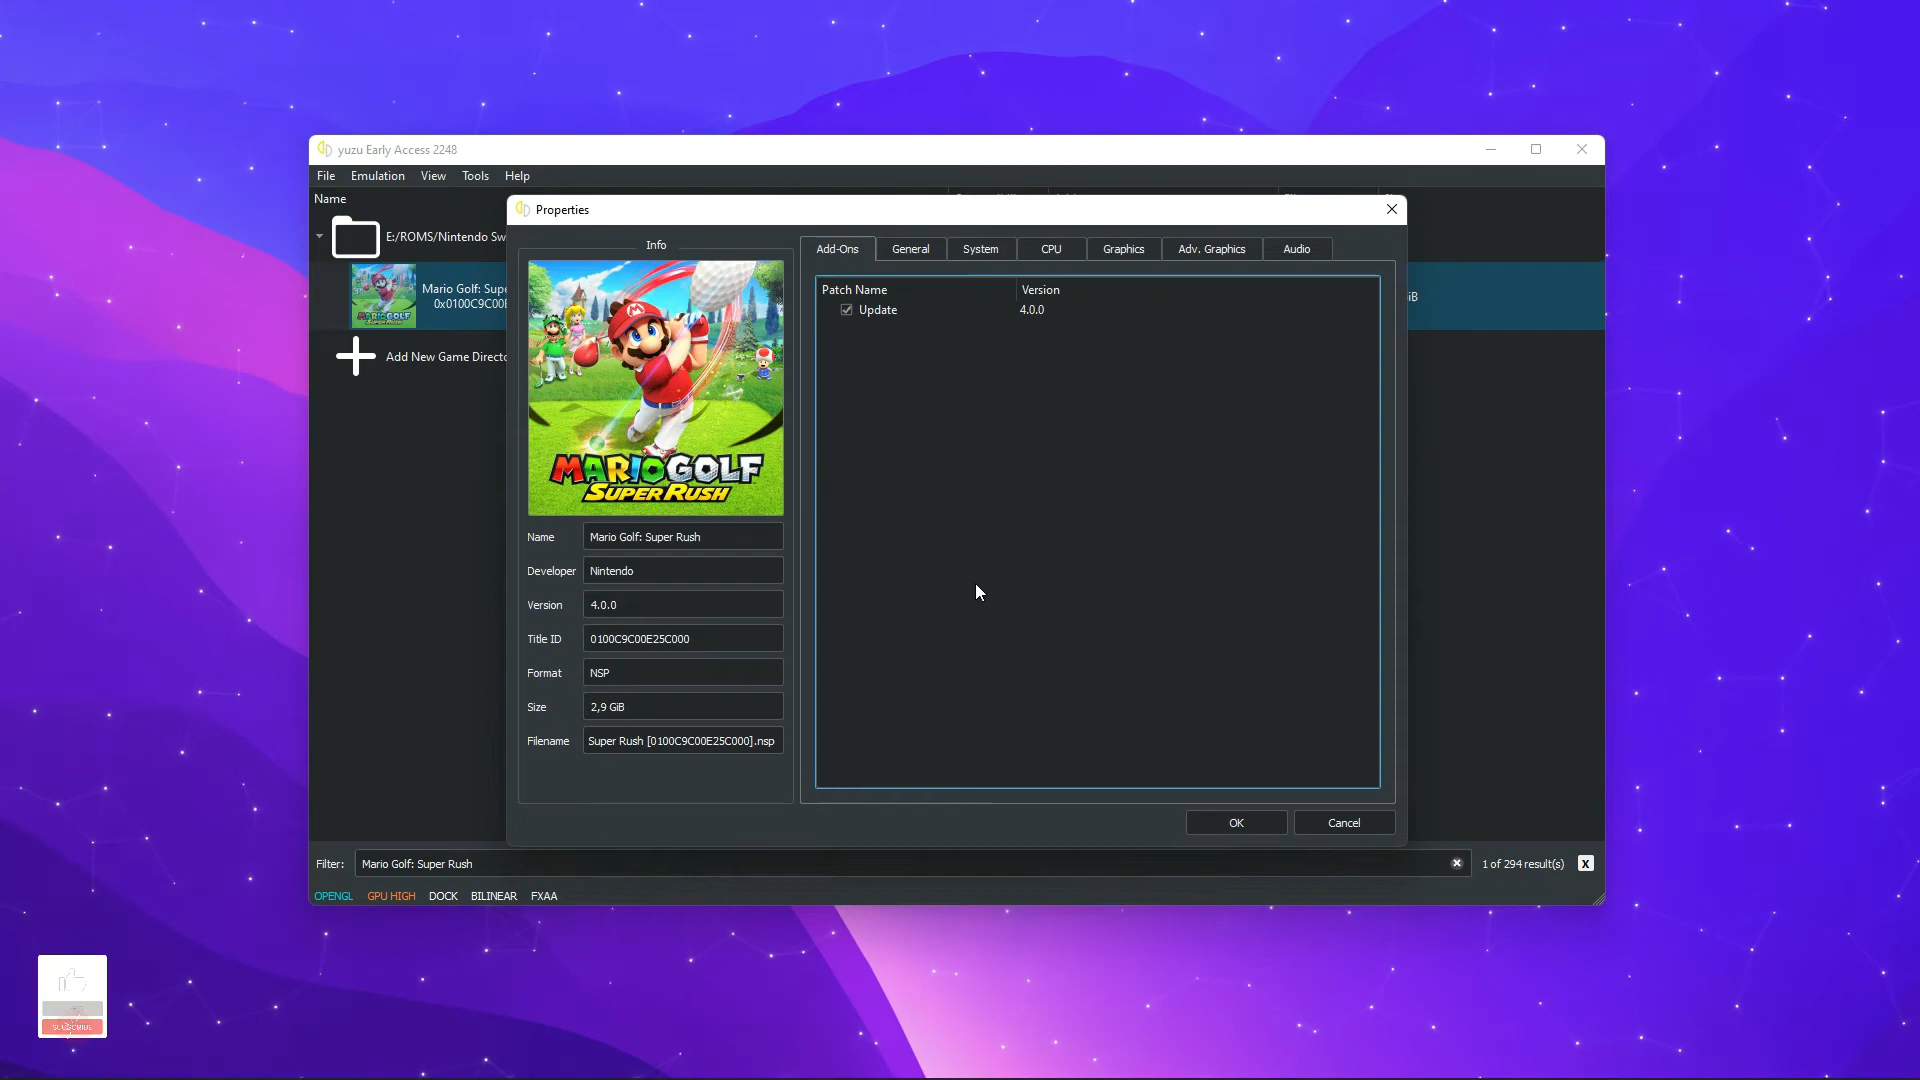 yuzu Early Access 2248
File Emulation View Tools Help
Name
Properties
E:/ROMS/Nintendo Sw
Mario Golf: Supe
0x0100C9C00E
iB
Add New Game Directo
Info
MARIO GOLF
SUPER RUSH
Name Mario Golf: Super Rush
Developer Nintendo
Version 4.0.0
Title ID 0100C9C00E25C000
Format NSP
Size 2,9 GiB
Filename Super Rush [0100C9C00E25C000].nsp
Add-Ons General System CPU Graphics Adv. Graphics Audio
Patch Name Version
Update 4.0.0
OK Cancel
Filter: Mario Golf: Super Rush 1 of 294 result(s) X
OPENGL GPU HIGH DOCK BILINEAR FXAA
SUBSCRIBE